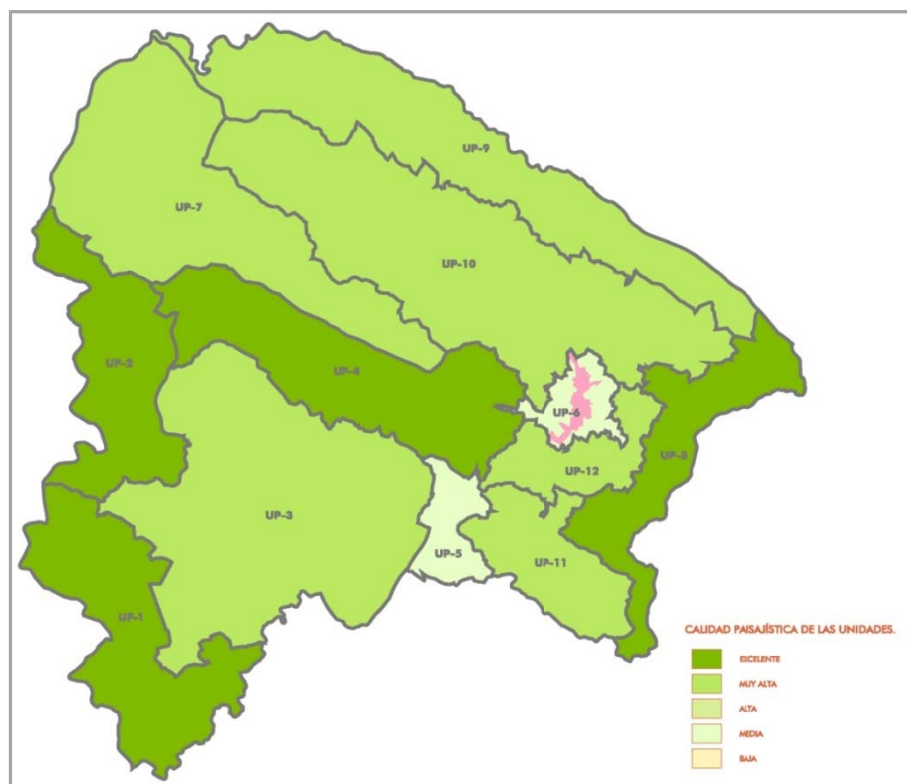 UP-9
UP-7
UP-10
UP-2
UP-4
UP-6
UP-8
UP-12
UP-3
UP-5
UP-11
UP-1
CALIDAD PAISAJÍSTICA DE LAS UNIDADES.
EXCELENTE
MUY ALTA
ALTA
MEDIA
BAJA